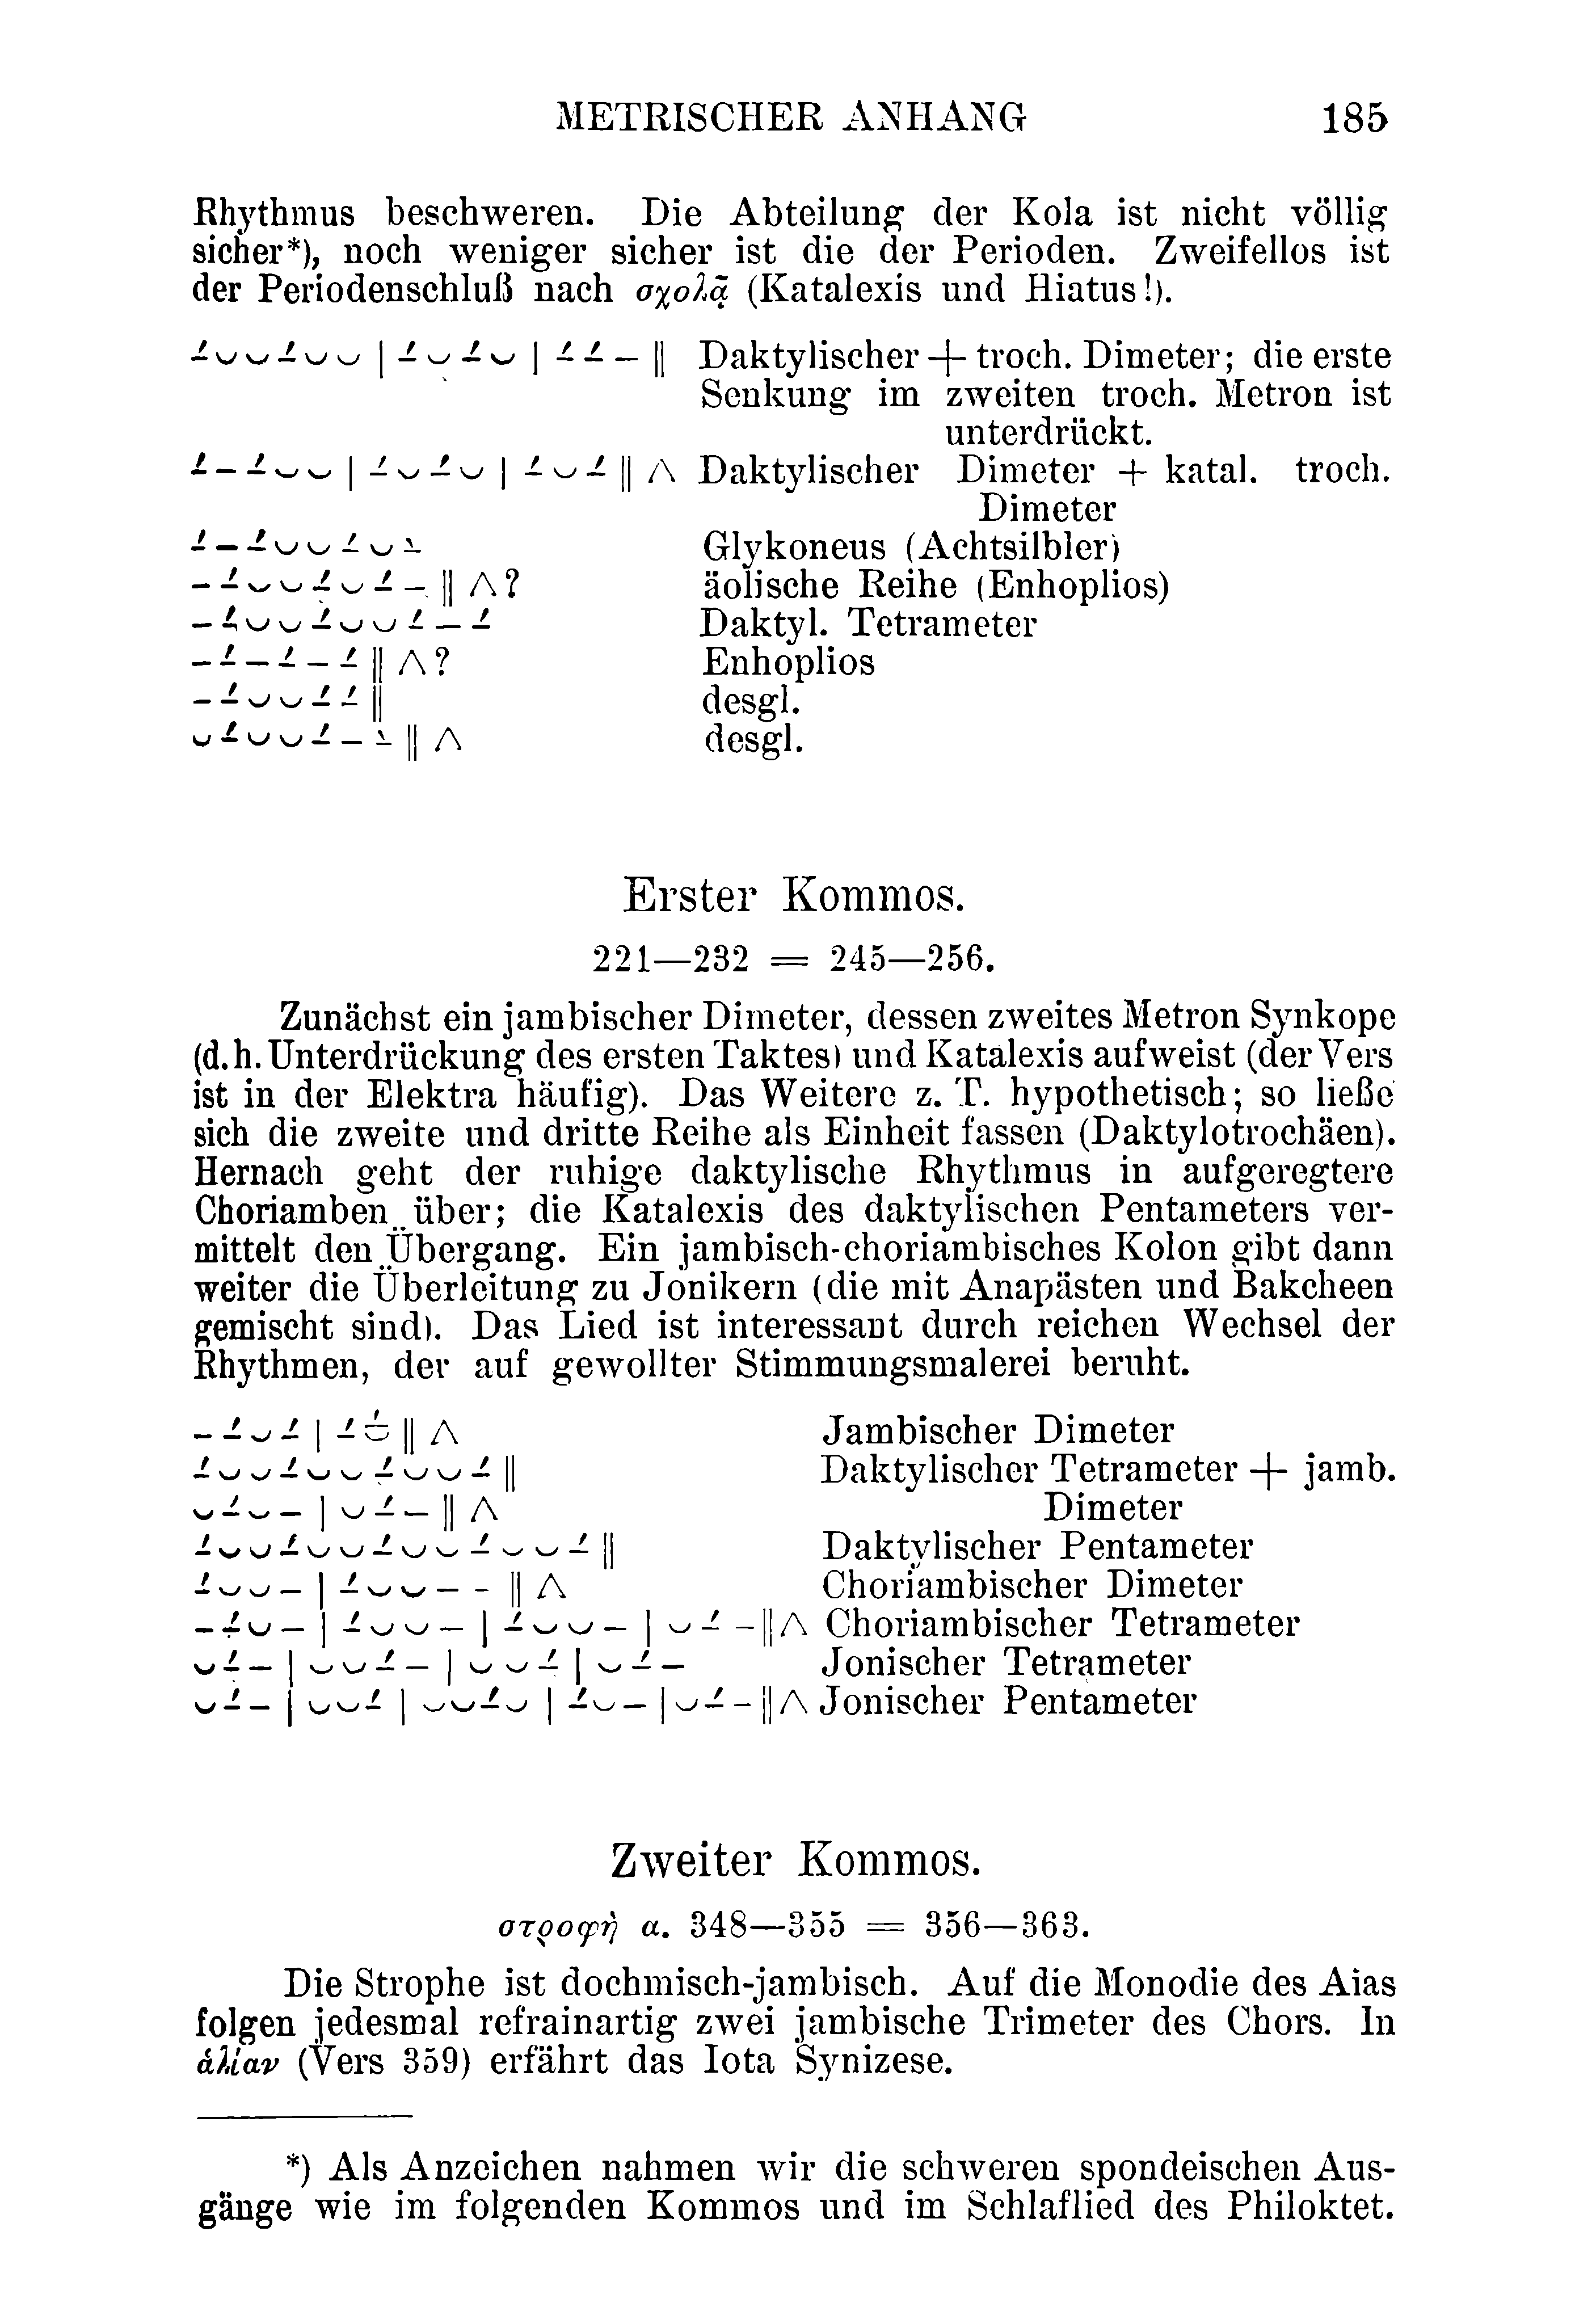 METRISCHER ANHANG 185
Rhythmus beschweren. Die Abteilung der Kola ist nicht völlig
sicher*), noch weniger sicher ist die der Perioden. Zweifellos ist
der Periodenschluß nach σχολᾷ (Katalexis und Hiatus!).
–́⏑⏑–́⏑⏑ | –́⏑–́⏑ | –́–́– || Daktylischer + troch. Dimeter; die erste
Senkung im zweiten troch. Metron ist
unterdrückt.
–́––́⏑⏑ | –́⏑–́⏑ | –́⏑–́ || ∧ Daktylischer Dimeter + katal. troch.
Dimeter
–́––́⏑⏑–́⏑–̀ Glykoneus (Achtsilbler)
––́⏑⏑–́⏑–́– || ∧? äolische Reihe (Enhoplios)
––́⏑⏑–́⏑⏑–́––́ Daktyl. Tetrameter
––́––́––́ || ∧? Enhoplios
––́⏑⏑–́–́ || desgl.
⏑–́⏑⏑–́––̀ || ∧ desgl.
Erster Kommos.
221—232 = 245—256.
Zunächst ein jambischer Dimeter, dessen zweites Metron Synkope
(d. h. Unterdrückung des ersten Taktes) und Katalexis aufweist (der Vers
ist in der Elektra häufig). Das Weitere z. T. hypothetisch; so ließe
sich die zweite und dritte Reihe als Einheit fassen (Daktylotrochäen).
Hernach geht der ruhige daktylische Rhythmus in aufgeregtere
Choriamben über; die Katalexis des daktylischen Pentameters ver-
mittelt den Übergang. Ein jambisch-choriambisches Kolon gibt dann
weiter die Überleitung zu Jonikern (die mit Anapästen und Bakcheen
gemischt sind). Das Lied ist interessant durch reichen Wechsel der
Rhythmen, der auf gewollter Stimmungsmalerei beruht.
––́⏑–́ | –́⏓́ || ∧ Jambischer Dimeter
–́⏑⏑–́⏑⏑–́⏑⏑–́ || Daktylischer Tetrameter + jamb.
⏑–́⏑– | ⏑–́– || ∧ Dimeter
–́⏑⏑–́⏑⏑–́⏑⏑–́⏑⏑–́ || Daktylischer Pentameter
–́⏑⏑– | –́⏑⏑–– || ∧ Choriambischer Dimeter
––́⏑– | –́⏑⏑– | –́⏑⏑– | ⏑–́– || ∧ Choriambischer Tetrameter
⏑–́– | ⏑⏑–́– | ⏑⏑–́ | ⏑–́– Jonischer Tetrameter
⏑–́– | ⏑⏑–́ | ⏑⏑–́⏑ | –́⏑– | ⏑–́– || ∧ Jonischer Pentameter
Zweiter Kommos.
στροφὴ α. 348—355 = 356—363.
Die Strophe ist dochmisch-jambisch. Auf die Monodie des Aias
folgen jedesmal refrainartig zwei jambische Trimeter des Chors. In
ἁλίαν (Vers 359) erfährt das Iota Synizese.
*) Als Anzeichen nahmen wir die schweren spondeischen Aus-
gänge wie im folgenden Kommos und im Schlaflied des Philoktet.